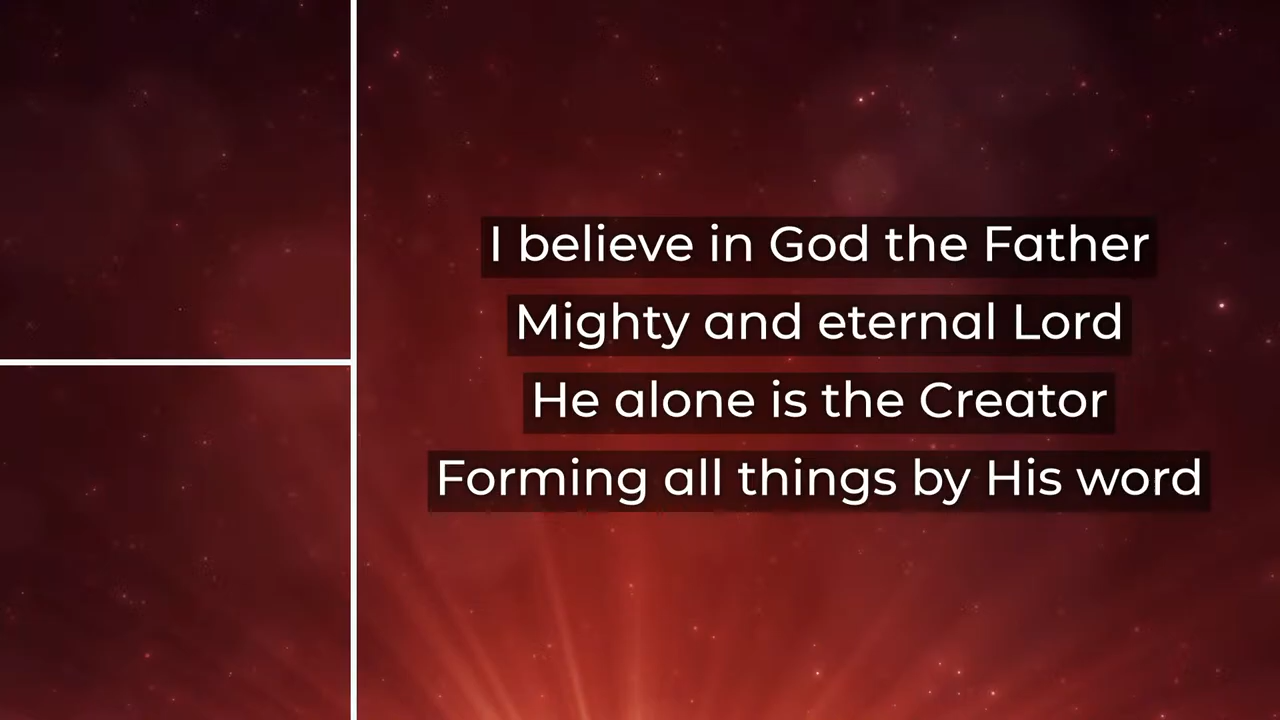 I believe in God the Father
Mighty and eternal Lord
He alone is the Creator
Forming all things by His word